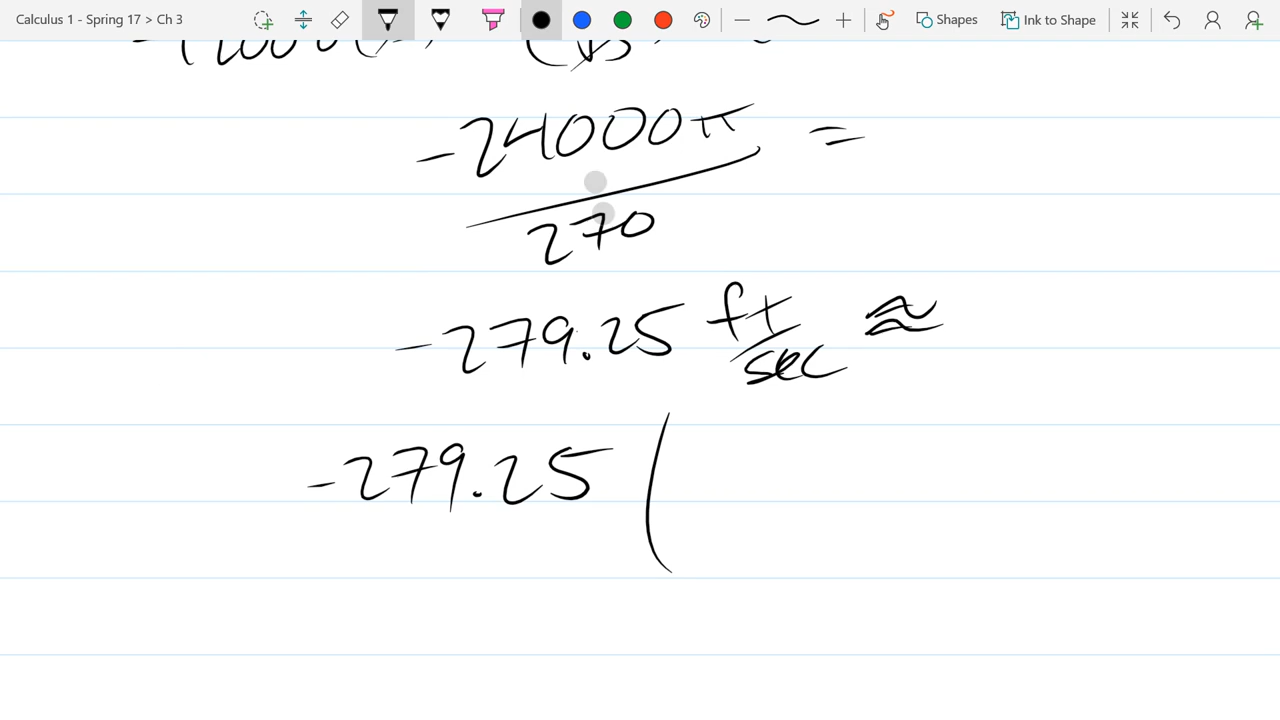 Calculus 1 - Spring 17 > Ch 3 Shapes Ink to Shape
-24000π =
270
-279.25 ft ≈
sec
-279.25 (